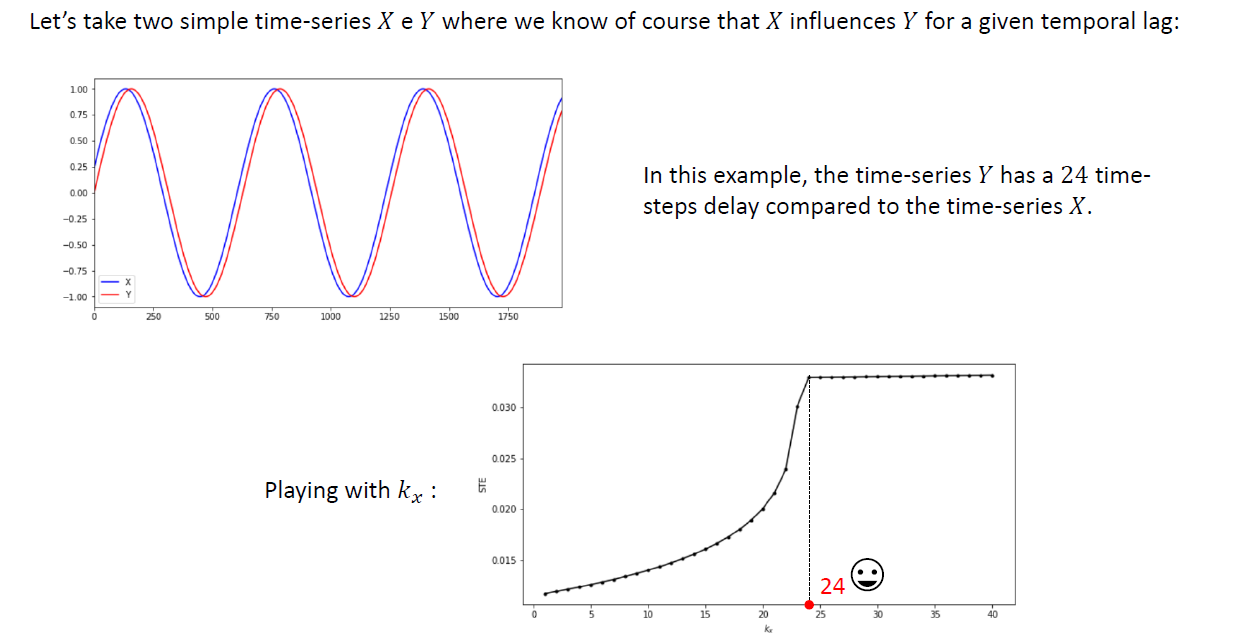 Let's take two simple time-series X e Y where we know of course that X influences Y for a given temporal lag:
1.00
0.75
0.50
0.25
0.00
−0.25
−0.50
−0.75
−1.00
X
Y
0 250 500 750 1000 1250 1500 1750
In this example, the time-series Y has a 24 time-
steps delay compared to the time-series X.
Playing with kₓ :
STE
0.030
0.025
0.020
0.015
24
0 5 10 15 20 25 30 35 40
kₓ